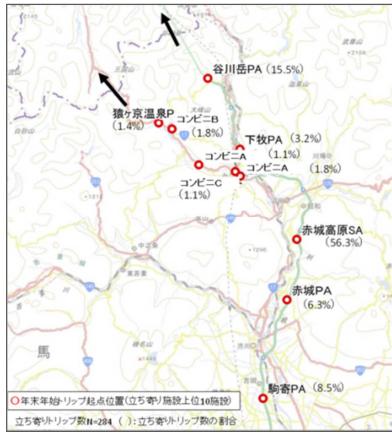 谷川岳PA (15.5%)
猿ヶ京温泉P
(1.4%)
コンビニB
(1.8%)
下牧PA (3.2%)
(1.1%)
コンビニA
コンビニA
(1.8%)
コンビニC
(1.1%)
赤城高原SA
(56.3%)
赤城PA
(6.3%)
馬
駒寄PA (8.5%)
年末年始トリップ起点位置(立ち寄り施設上位10施設)
立ち寄りトリップ数N=284 ( ):立ち寄りトリップ数の割合